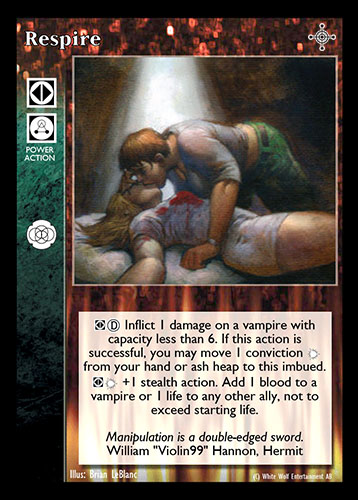 Respire
POWER
ACTION
D Inflict 1 damage on a vampire with
capacity less than 6. If this action is
successful, you may move 1 conviction
from your hand or ash heap to this imbued.
+1 stealth action. Add 1 blood to a
vampire or 1 life to any other ally, not to
exceed starting life.
Manipulation is a double-edged sword.
William "Violin99" Hannon, Hermit
Illus: Brian LeBlanc
(C) White Wolf Entertainment AB